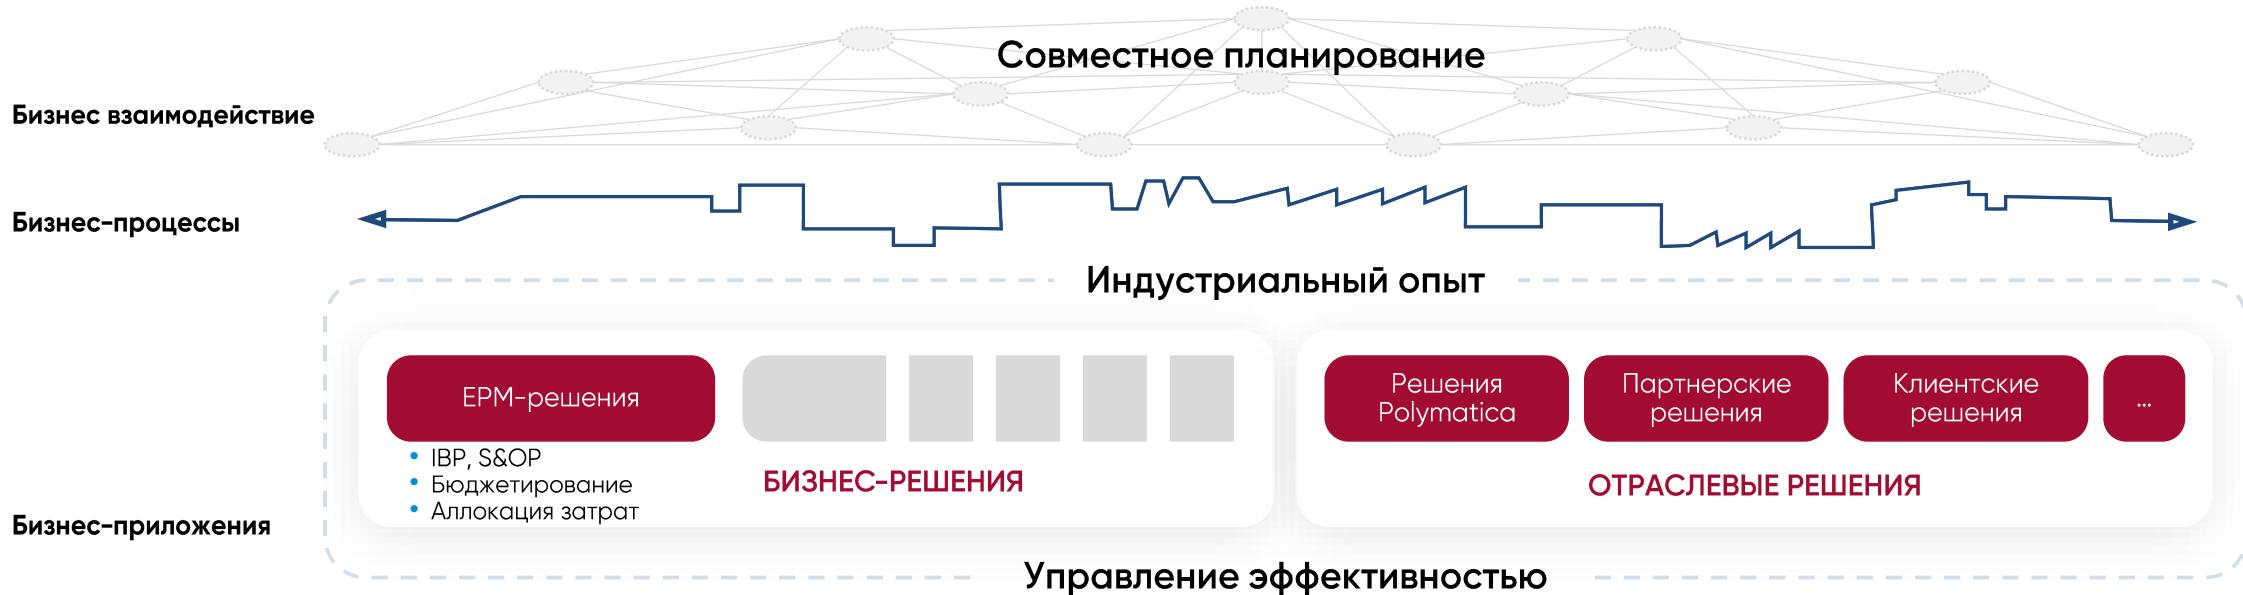 Совместное планирование
Бизнес взаимодействие
Бизнес-процессы
Индустриальный опыт
EPM-решения
Решения
Polymatica
Партнерские
решения
Клиентские
решения
...
• IBP, S&OP
• Бюджетирование
• Аллокация затрат
БИЗНЕС-РЕШЕНИЯ
ОТРАСЛЕВЫЕ РЕШЕНИЯ
Бизнес-приложения
Управление эффективностью